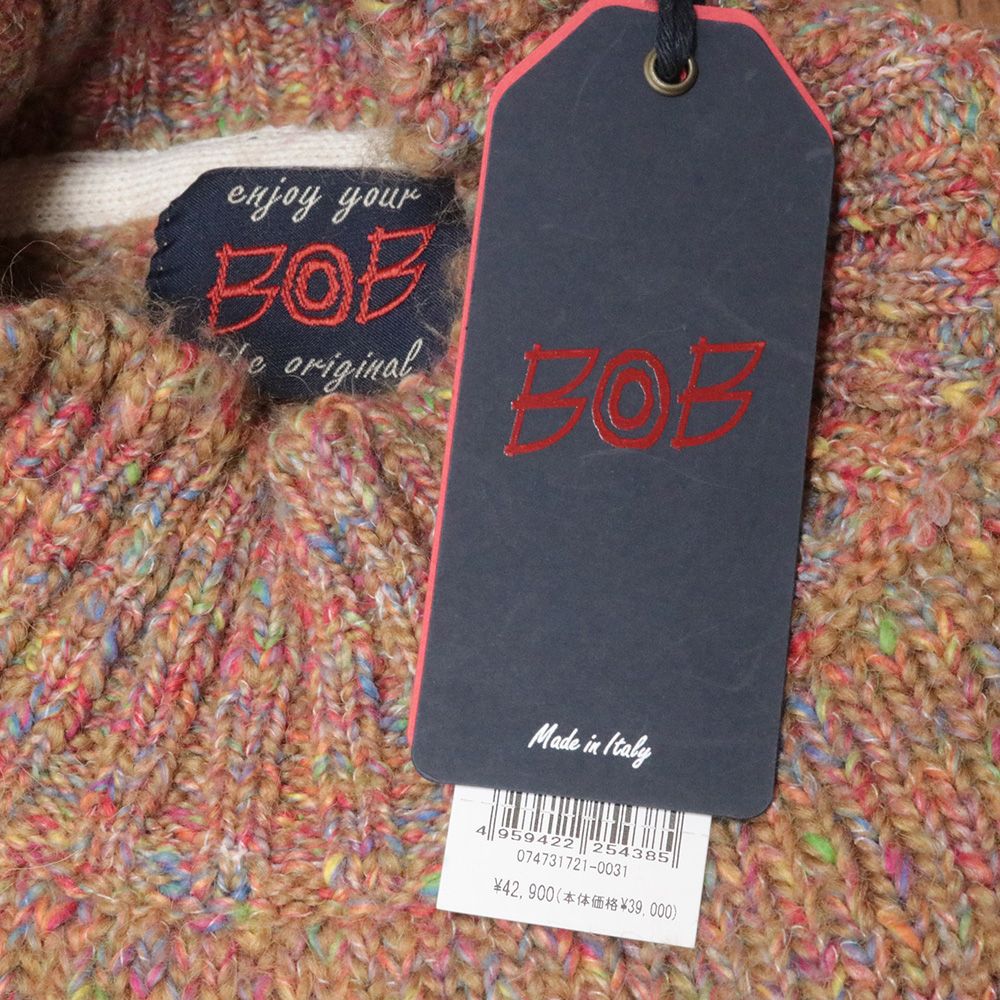 enjoy your
BOB
original
BOB
Made in Italy
4 959422 254385
074731721-0031
¥42,900(本体価格¥39,000)